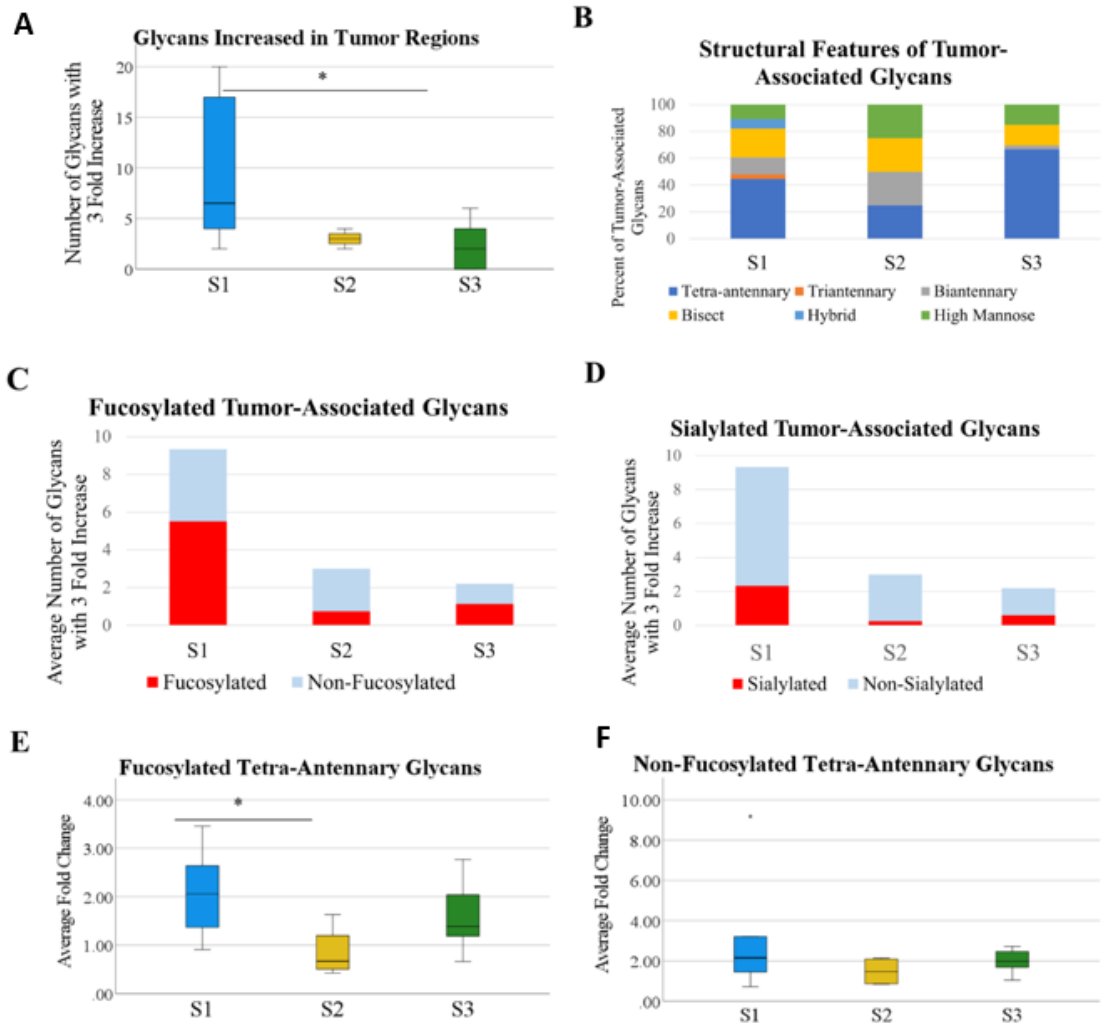 A
Glycans Increased in Tumor Regions
Number of Glycans with
3 Fold Increase
20
15
10
5
0
*
S1 S2 S3
B
Structural Features of Tumor-
Associated Glycans
Percent of Tumor-Associated
Glycans
100
80
60
40
20
0
S1 S2 S3
Tetra-antennary Triantennary Biantennary
Bisect Hybrid High Mannose
C
Fucosylated Tumor-Associated Glycans
Average Number of Glycans
with 3 Fold Increase
10
8
6
4
2
0
S1 S2 S3
Fucosylated Non-Fucosylated
D
Sialylated Tumor-Associated Glycans
Average Number of Glycans
with 3 Fold Increase
10
8
6
4
2
0
S1 S2 S3
Sialylated Non-Sialylated
E
Fucosylated Tetra-Antennary Glycans
Average Fold Change
4.00
3.00
2.00
1.00
.00
*
S1 S2 S3
F
Non-Fucosylated Tetra-Antennary Glycans
Average Fold Change
10.00
8.00
6.00
4.00
2.00
.00
S1 S2 S3